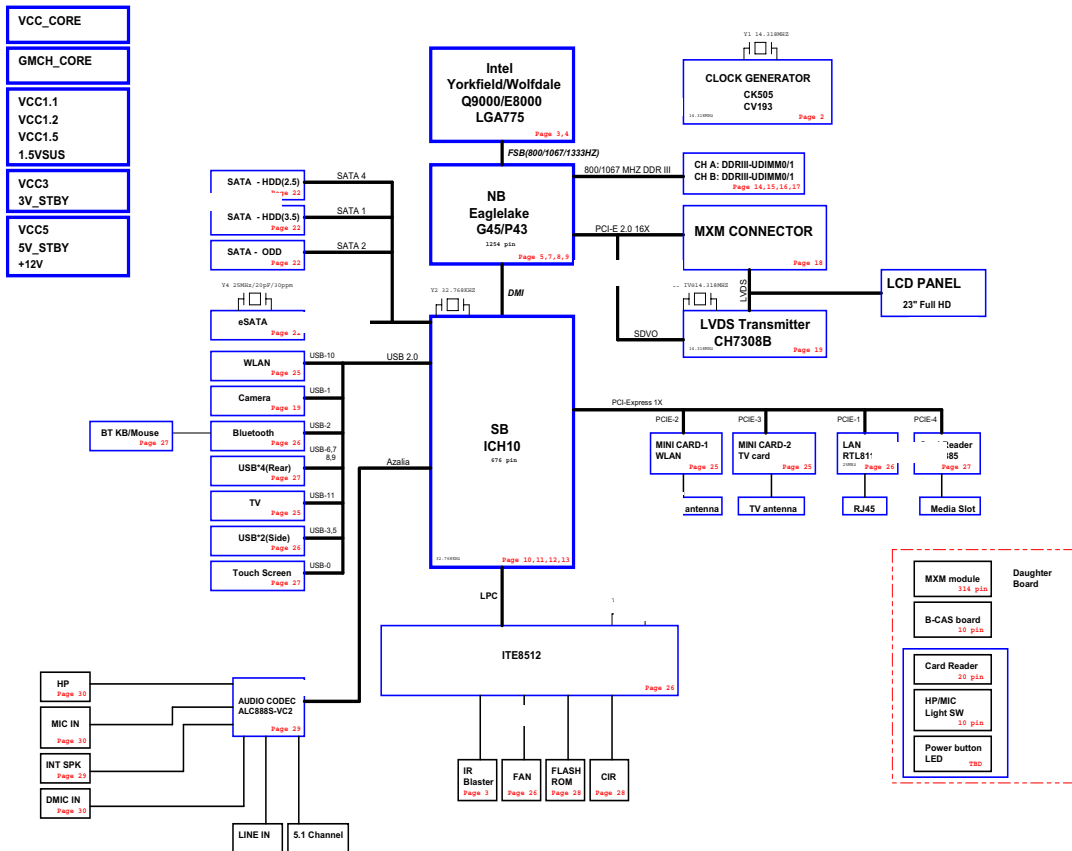 VCC_CORE
GMCH_CORE
VCC1.1
VCC1.2
VCC1.5
1.5VSUS
VCC3
3V_STBY
VCC5
5V_STBY
+12V
Intel
Yorkfield/Wolfdale
Q9000/E8000
LGA775
Page 3,4
FSB(800/1067/1333HZ)
Y1 14.318MHZ
CLOCK GENERATOR
CK505
CV193
14.318MHz
Page 2
NB
Eaglelake
G45/P43
1254 pin
Page 5,7,8,9
800/1067 MHZ DDR III
CH A: DDRIII-UDIMM0/1
CH B: DDRIII-UDIMM0/1
Page 14,15,16,17
PCI-E 2.0 16X
MXM CONNECTOR
Page 18
LVDS
LCD PANEL
23" Full HD
SDVO
14.318MHZ
LVDS Transmitter
CH7308B
14.318MHz
Page 19
DMI
SATA - HDD(2.5)
Page 22
SATA 4
SATA - HDD(3.5)
Page 22
SATA 1
SATA - ODD
Page 22
SATA 2
Y4 25MHz/20pF/30ppm
eSATA
Y2 32.768KHZ
SB
ICH10
676 pin
32.768KHz
Page 10,11,12,13
USB 2.0
WLAN
Page 25
USB-10
Camera
Page 19
USB-1
BT KB/Mouse
Page 27
Bluetooth
Page 26
USB-2
USB*4(Rear)
Page 27
USB-6,7
8,9
TV
Page 25
USB-11
USB*2(Side)
Page 26
USB-3,5
Touch Screen
Page 27
USB-0
Azalia
PCI-Express 1X
PCIE-2
PCIE-3
PCIE-1
PCIE-4
MINI CARD-1
WLAN
Page 25
MINI CARD-2
TV card
Page 25
LAN
Page 26
Page 27
antenna
TV antenna
RJ45
Media Slot
LPC
ITE8512
Page 26
IR
Blaster
Page 3
FAN
Page 26
FLASH
ROM
Page 28
CIR
Page 28
HP
Page 30
MIC IN
Page 30
INT SPK
Page 29
DMIC IN
Page 30
AUDIO CODEC
ALC888S-VC2
Page 29
LINE IN
5.1 Channel
Daughter
Board
MXM module
314 pin
B-CAS board
10 pin
Card Reader
20 pin
HP/MIC
Light SW
10 pin
Power button
LED
TBD